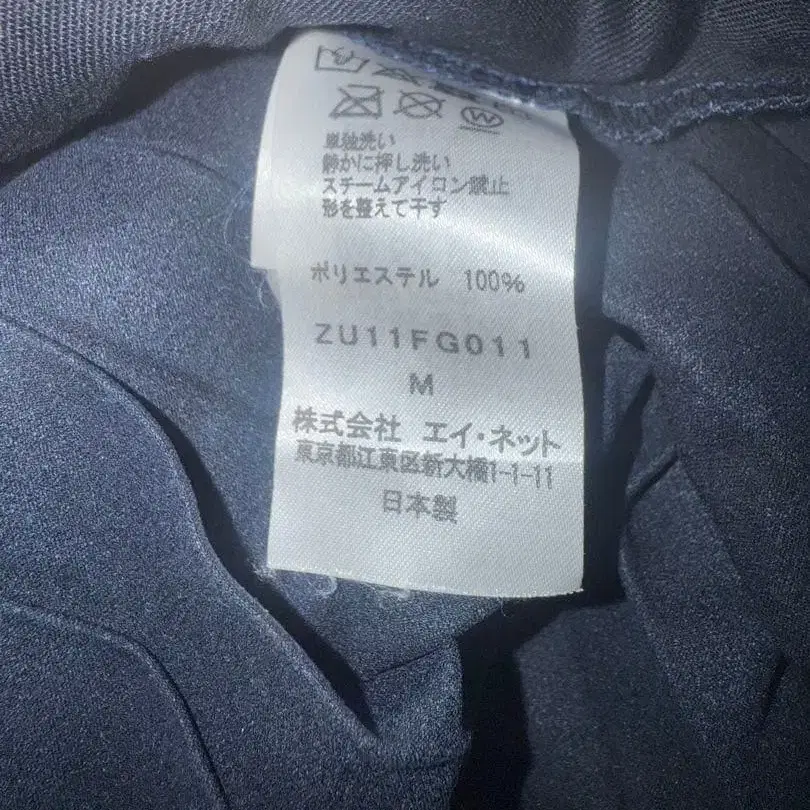 W
単独洗い
静かに押し洗い
スチームアイロン禁止
形を整えて干す
ポリエステル 100%
ZU11FG011
M
株式会社 エイ・ネット
東京都江東区新大橋1-1-11
日本製